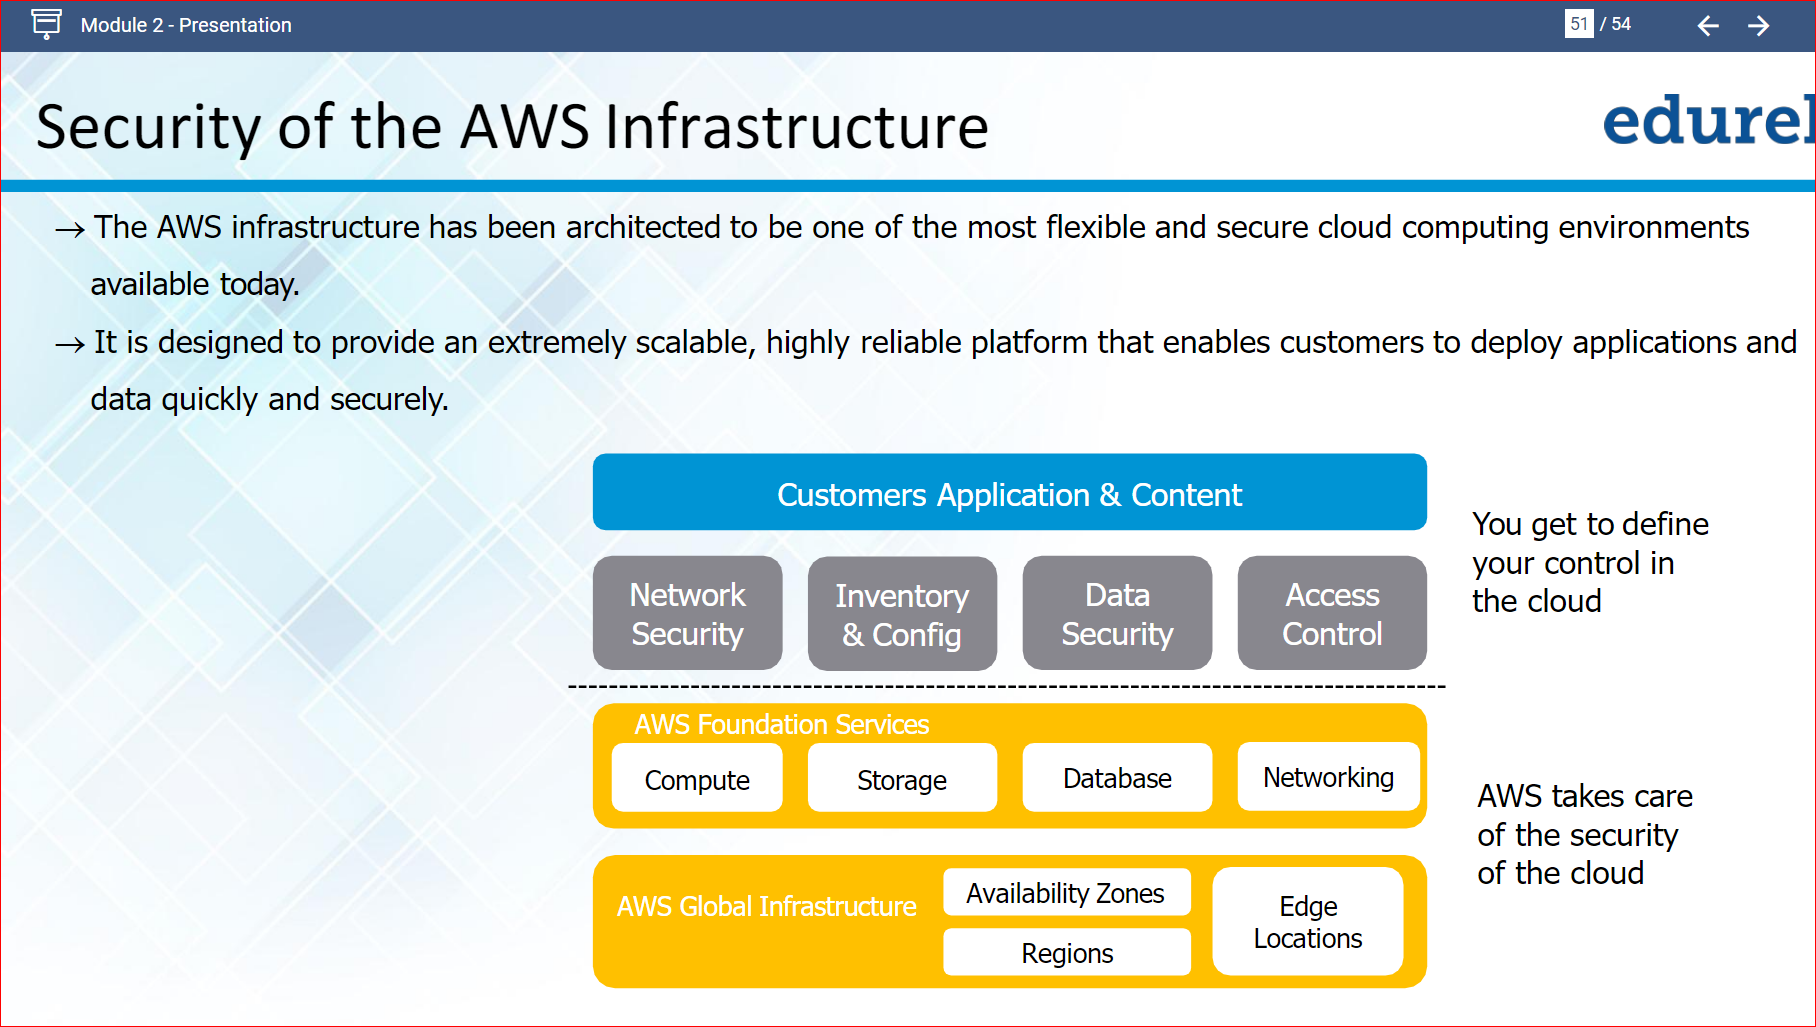 Module 2 - Presentation
51 / 54
Security of the AWS Infrastructure
→ The AWS infrastructure has been architected to be one of the most flexible and secure cloud computing environments
available today.
→ It is designed to provide an extremely scalable, highly reliable platform that enables customers to deploy applications and
data quickly and securely.
Customers Application & Content
Network
Security
Inventory
& Config
Data
Security
Access
Control
You get to define
your control in
the cloud
AWS Foundation Services
Compute
Storage
Database
Networking
AWS Global Infrastructure
Availability Zones
Regions
Edge
Locations
AWS takes care
of the security
of the cloud